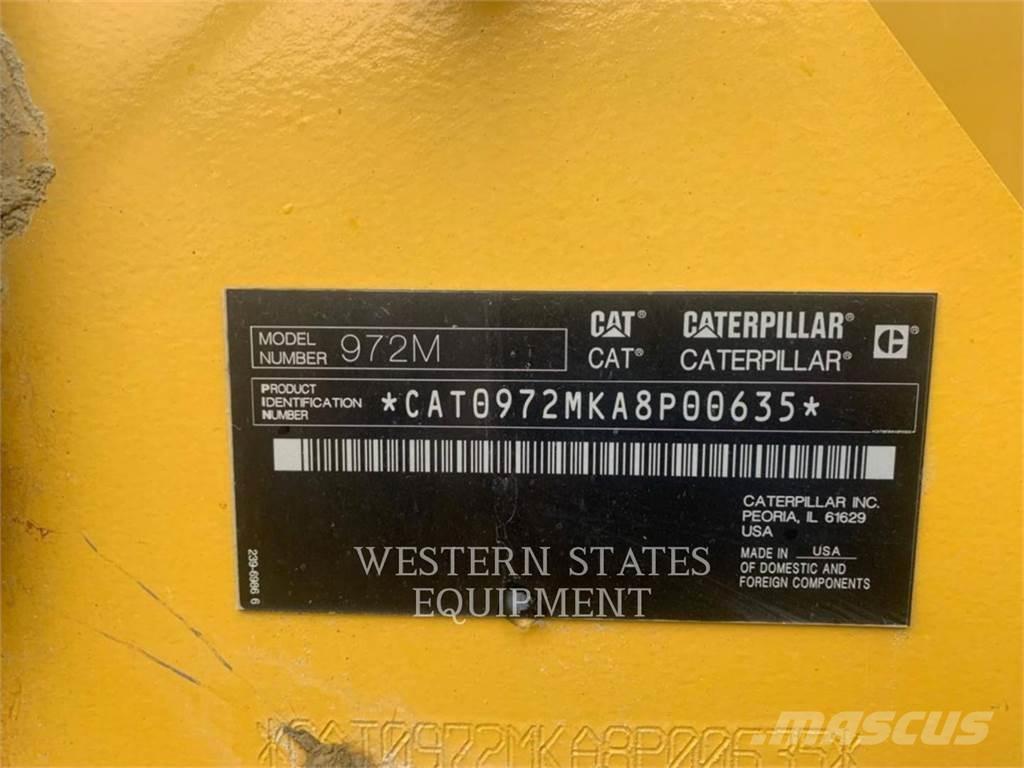 MODEL NUMBER 972M
CAT® CATERPILLAR®
CAT® CATERPILLAR®
PRODUCT
IDENTIFICATION
NUMBER
*CAT0972MKA8P00635*
CATERPILLAR INC.
PEORIA, IL 61629
USA
MADE IN USA
OF DOMESTIC AND
FOREIGN COMPONENTS
239-6986 6
WESTERN STATES
EQUIPMENT
*CAT0972MKA8P00635*
MASCUS